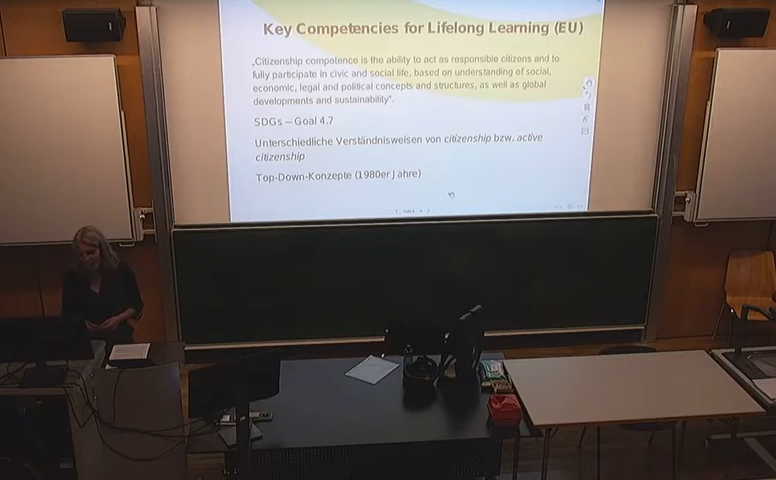 Key Competencies for Lifelong Learning (EU)
„Citizenship competence is the ability to act as responsible citizens and to
fully participate in civic and social life, based on understanding of social,
economic, legal and political concepts and structures, as well as global
developments and sustainability“.
SDGs – Goal 4.7
Unterschiedliche Verständnisweisen von citizenship bzw. active
citizenship
Top-Down-Konzepte (1980er Jahre)